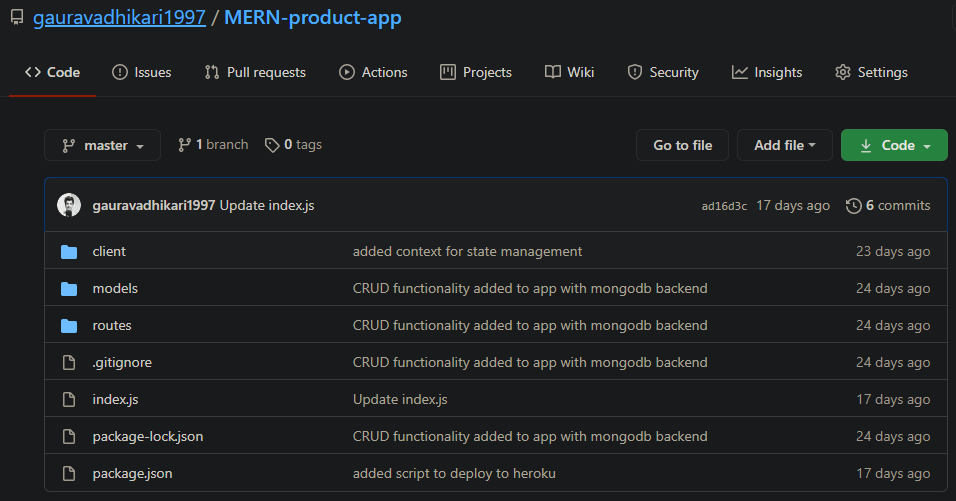 gauravadhikari1997 / MERN-product-app
Code Issues Pull requests Actions Projects Wiki Security Insights Settings
master 1 branch 0 tags Go to file Add file Code
gauravadhikari1997 Update index.js ad16d3c 17 days ago 6 commits
client added context for state management 23 days ago
models CRUD functionality added to app with mongodb backend 24 days ago
routes CRUD functionality added to app with mongodb backend 24 days ago
.gitignore CRUD functionality added to app with mongodb backend 24 days ago
index.js Update index.js 17 days ago
package-lock.json CRUD functionality added to app with mongodb backend 24 days ago
package.json added script to deploy to heroku 17 days ago